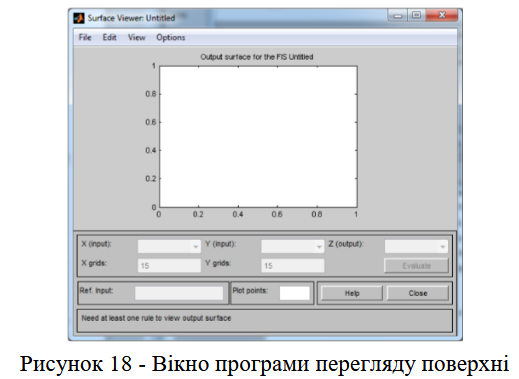 Surface Viewer: Untitled
File Edit View Options
Output surface for the FIS Untitled
1
0.8
0.6
0.4
0.2
0
0 0.2 0.4 0.6 0.8 1
X (input): Y (input): Z (output):
X grids: 15 Y grids: 15 Evaluate
Ref. Input: Plot points: Help Close
Need at least one rule to view output surface
Рисунок 18 - Вікно програми перегляду поверхні